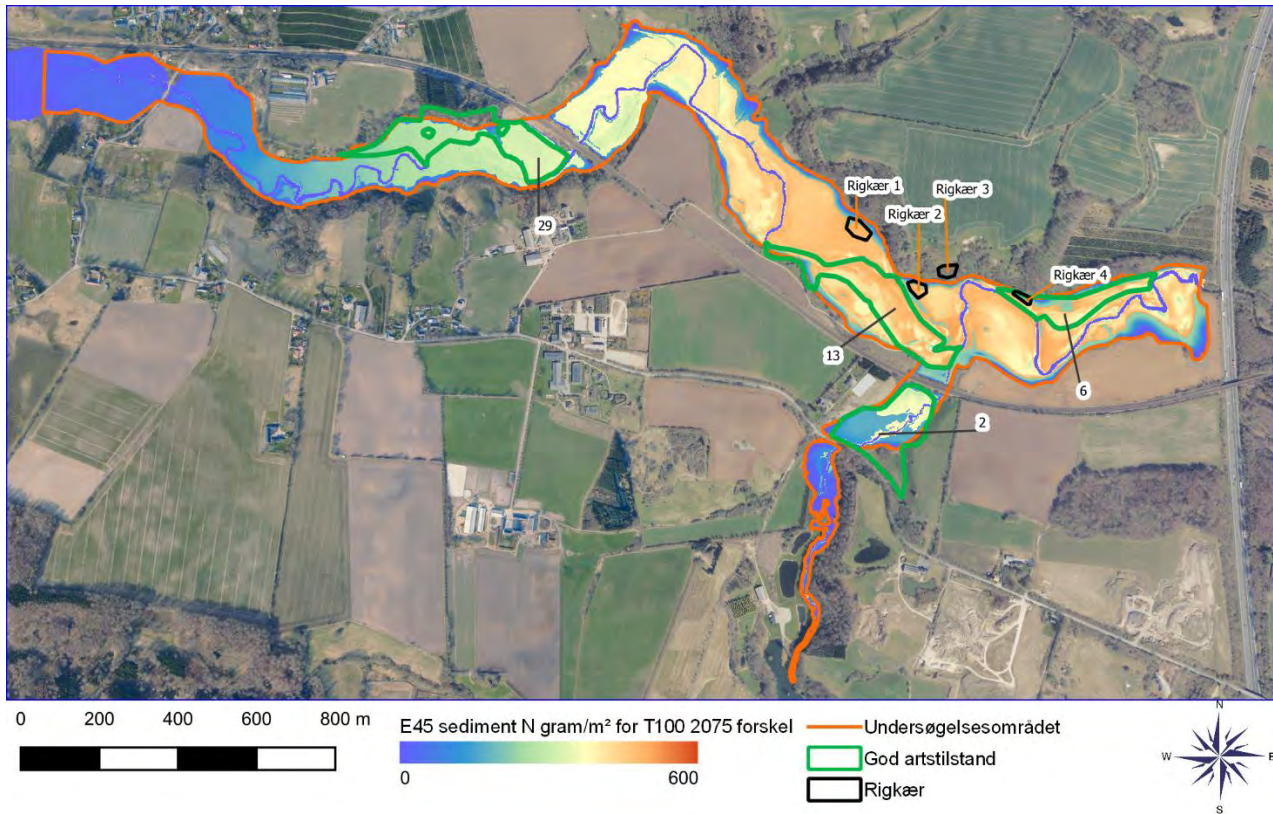 Rigkær 1
Rigkær 3
Rigkær 2
Rigkær 4
29
13
6
2
0 200 400 600 800 m
E45 sediment N gram/m² for T100 2075 forskel
0 600
Undersøgelsesområdet
God artstilstand
Rigkær
N
W E
S